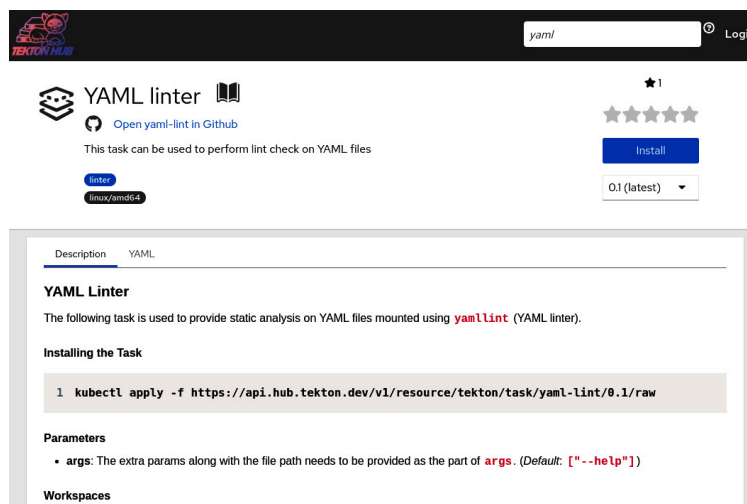 TEKTON HUB
yaml
Logi
YAML linter
1
Open yaml-lint in Github
This task can be used to perform lint check on YAML files
Install
linter
linux/amd64
0.1 (latest)
Description YAML
YAML Linter
The following task is used to provide static analysis on YAML files mounted using yamllint (YAML linter).
Installing the Task
1 kubectl apply -f https://api.hub.tekton.dev/v1/resource/tekton/task/yaml-lint/0.1/raw
Parameters
• args: The extra params along with the file path needs to be provided as the part of args. (Default: ["--help"])
Workspaces